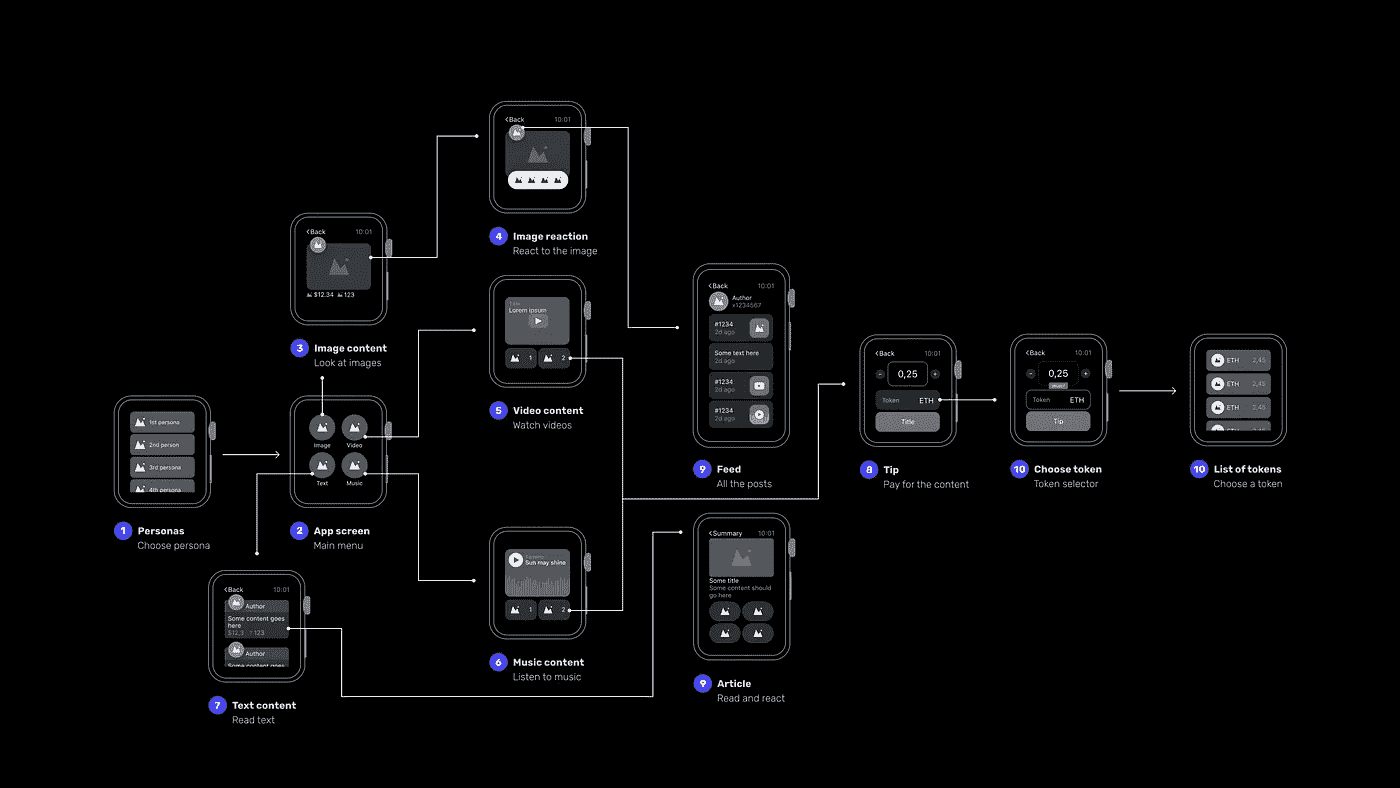 <Back 10:01
4 Image reaction
React to the image
<Back 10:01
$12.34 123
3 Image content
Look at images
Title
Lorem ipsum
1 2
5 Video content
Watch videos
1st persona
2nd person
3rd persona
4th persona
1 Personas
Choose persona
Image Video
Text Music
2 App screen
Main menu
<Back 10:01
Author
Some content goes
here
$12,3 123
Author
Some content goes
7 Text content
Read text
Sun may shine
1 2
6 Music content
Listen to music
<Back 10:01
Author
x1234567
#1234
2d ago
Some text here
2d ago
#1234
2d ago
#1234
2d ago
9 Feed
All the posts
<Summary 10:01
Some title
Some content should
go here
9 Article
Read and react
<Back 10:01
- 0,25 +
Token ETH
Title
8 Tip
Pay for the content
<Back 10:01
- 0,25 +
Token ETH
Tip
10 Choose token
Token selector
ETH 2,45
ETH 2,45
ETH 2,45
10 List of tokens
Choose a token